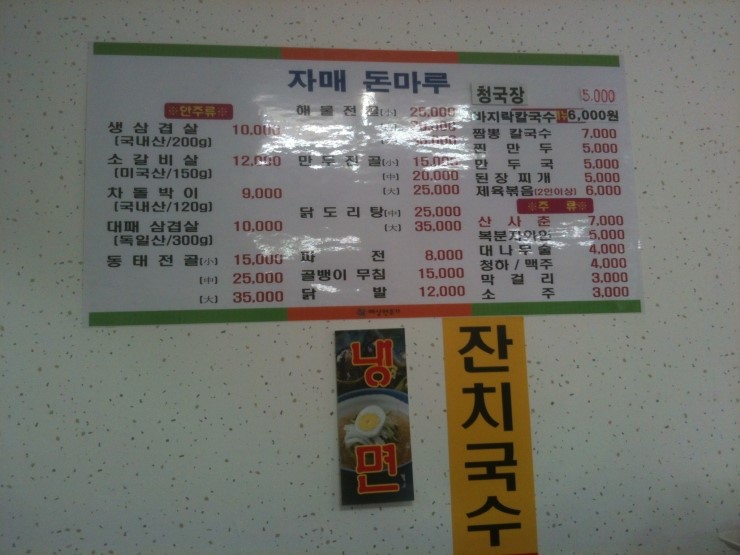 자매 돈마루
※안주류※
생삼겹살 10,000
(국내산/200g)
소갈비살 12,000
(미국산/150g)
차돌박이 9,000
(국내산/120g)
대패 삼겹살 10,000
(독일산/300g)
동태전골(小) 15,000
(中) 25,000
(大) 35,000
해물전골(小) 25,000
만두전골(小) 15,000
(中) 20,000
(大) 25,000
닭도리탕(中) 25,000
(大) 35,000
파전 8,000
골뱅이 무침 15,000
닭발 12,000
청국장 5,000
바지락칼국수 6,000원
짬뽕 칼국수 7,000
찐만두 5,000
만두국 5,000
된장찌개 5,000
제육볶음(2인이상) 6,000
※주류※
산사춘 7,000
복분자와인 5,000
대나무술 4,000
청하/맥주 4,000
막걸리 3,000
소주 3,000
냉면
잔치국수